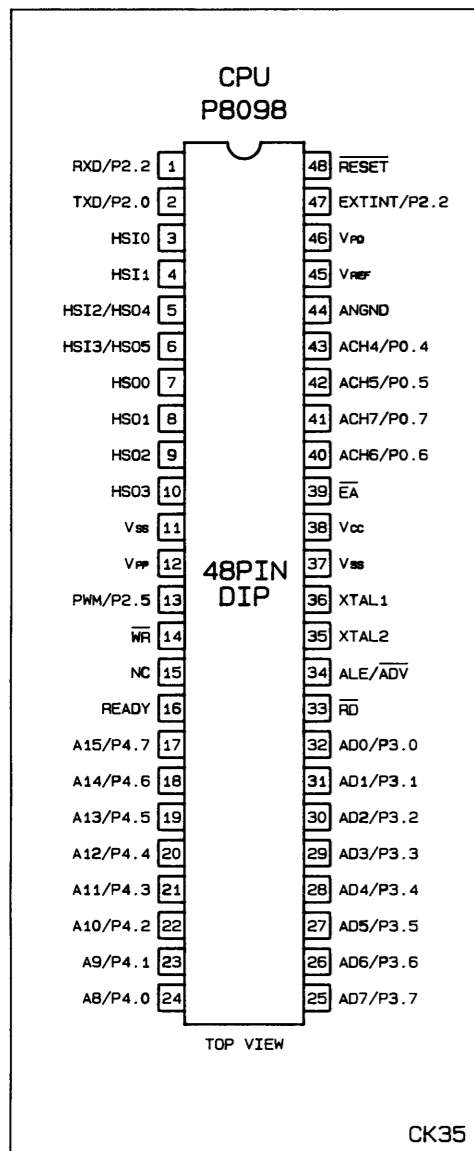 CPU
P8098
RXD/P2.2 1 48 R̅E̅S̅E̅T̅
TXD/P2.0 2 47 EXTINT/P2.2
HSI0 3 46 VPD
HSI1 4 45 VREF
HSI2/HSO4 5 44 ANGND
HSI3/HSO5 6 43 ACH4/P0.4
HSO0 7 42 ACH5/P0.5
HSO1 8 41 ACH7/P0.7
HSO2 9 40 ACH6/P0.6
HSO3 10 39 E̅A̅
Vss 11 38 Vcc
VPP 12 37 Vss
48PIN
DIP
PWM/P2.5 13 36 XTAL1
W̅R̅ 14 35 XTAL2
NC 15 34 ALE/A̅D̅V̅
READY 16 33 R̅D̅
A15/P4.7 17 32 AD0/P3.0
A14/P4.6 18 31 AD1/P3.1
A13/P4.5 19 30 AD2/P3.2
A12/P4.4 20 29 AD3/P3.3
A11/P4.3 21 28 AD4/P3.4
A10/P4.2 22 27 AD5/P3.5
A9/P4.1 23 26 AD6/P3.6
A8/P4.0 24 25 AD7/P3.7
TOP VIEW
CK35